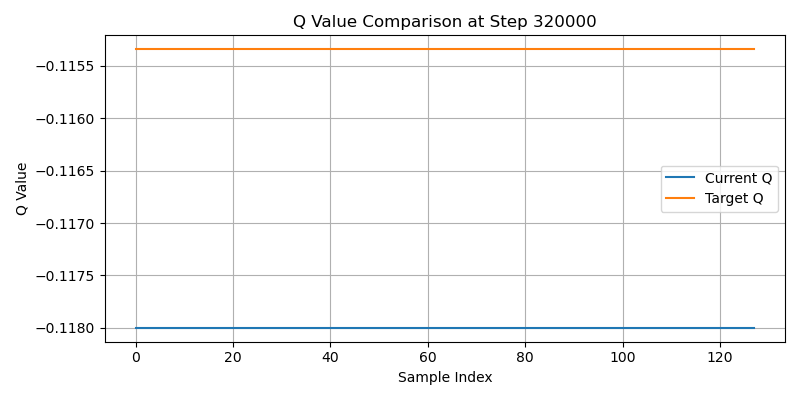 Q Value Comparison at Step 320000
Q Value
−0.1155
−0.1160
−0.1165
−0.1170
−0.1175
−0.1180
Current Q
Target Q
0 20 40 60 80 100 120
Sample Index